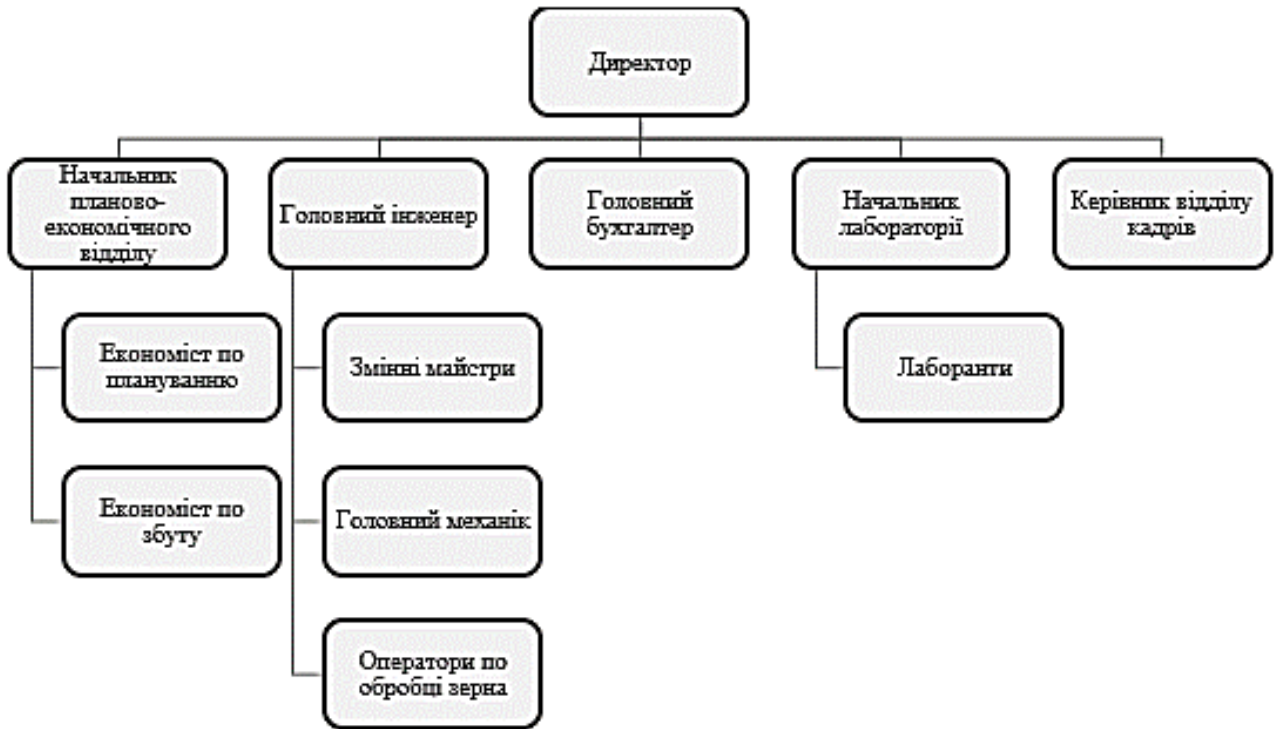 Директор
Начальник
планово-
економічного
відділу
Головний інженер
Головний
бухгалтер
Начальник
лабораторії
Керівник відділу
кадрів
Економіст по
плануванню
Змінні майстри
Лаборанти
Економіст по
збуту
Головний механік
Оператори по
обробці зерна